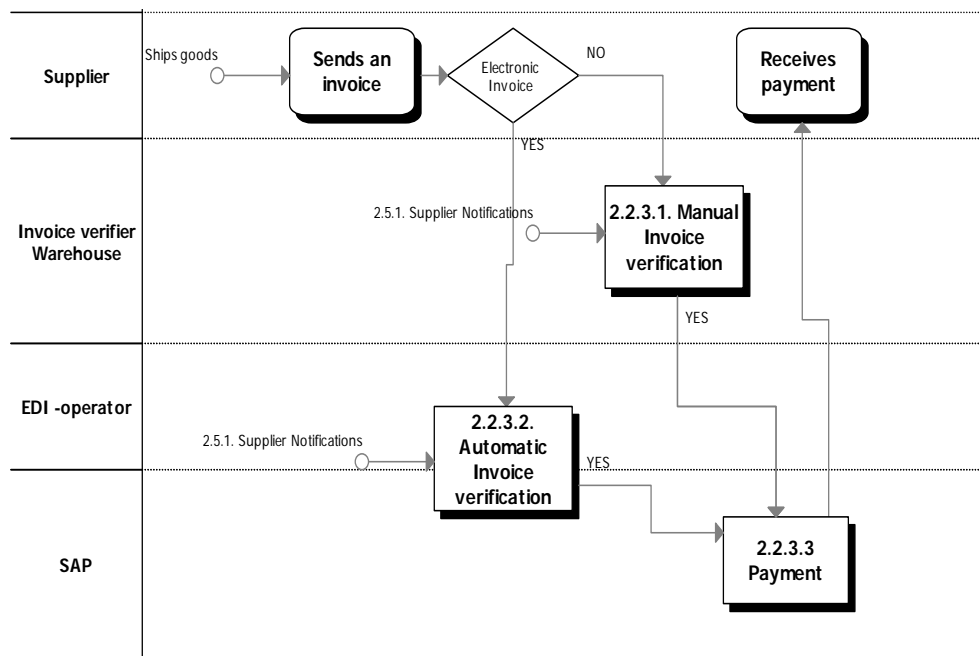 Supplier
Ships goods
Sends an
invoice
Electronic
Invoice
NO
YES
Receives
payment
Invoice verifier
Warehouse
2.5.1. Supplier Notifications
2.2.3.1. Manual
Invoice
verification
YES
EDI -operator
2.5.1. Supplier Notifications
2.2.3.2.
Automatic
Invoice
verification
YES
SAP
2.2.3.3
Payment